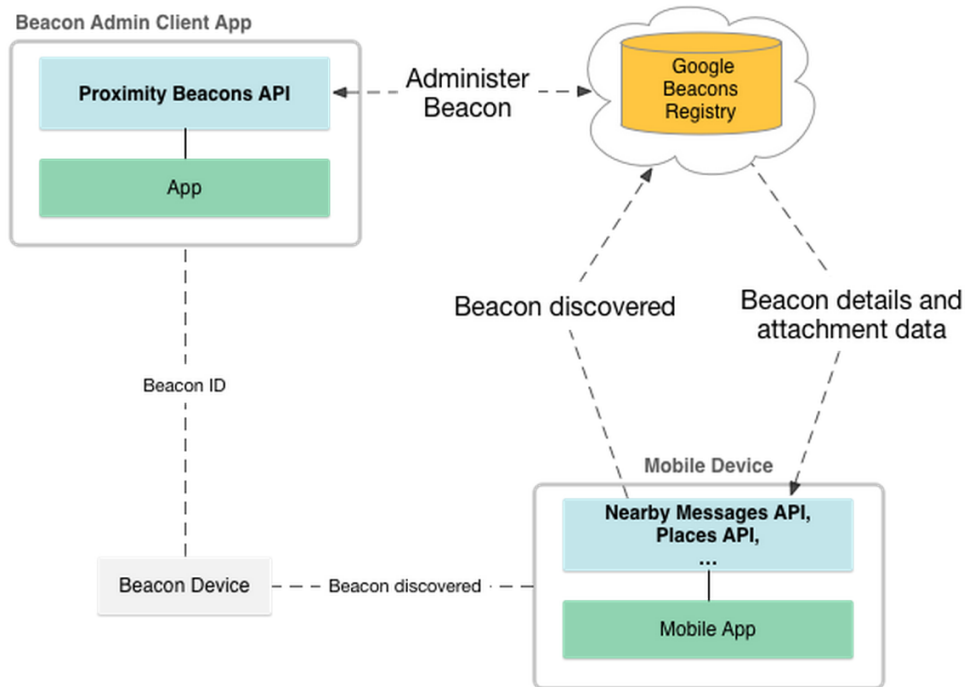 Beacon Admin Client App
Proximity Beacons API
App
Administer
Beacon
Google
Beacons
Registry
Beacon discovered
Beacon details and
attachment data
Beacon ID
Mobile Device
Nearby Messages API,
Places API,
...
Mobile App
Beacon Device
Beacon discovered